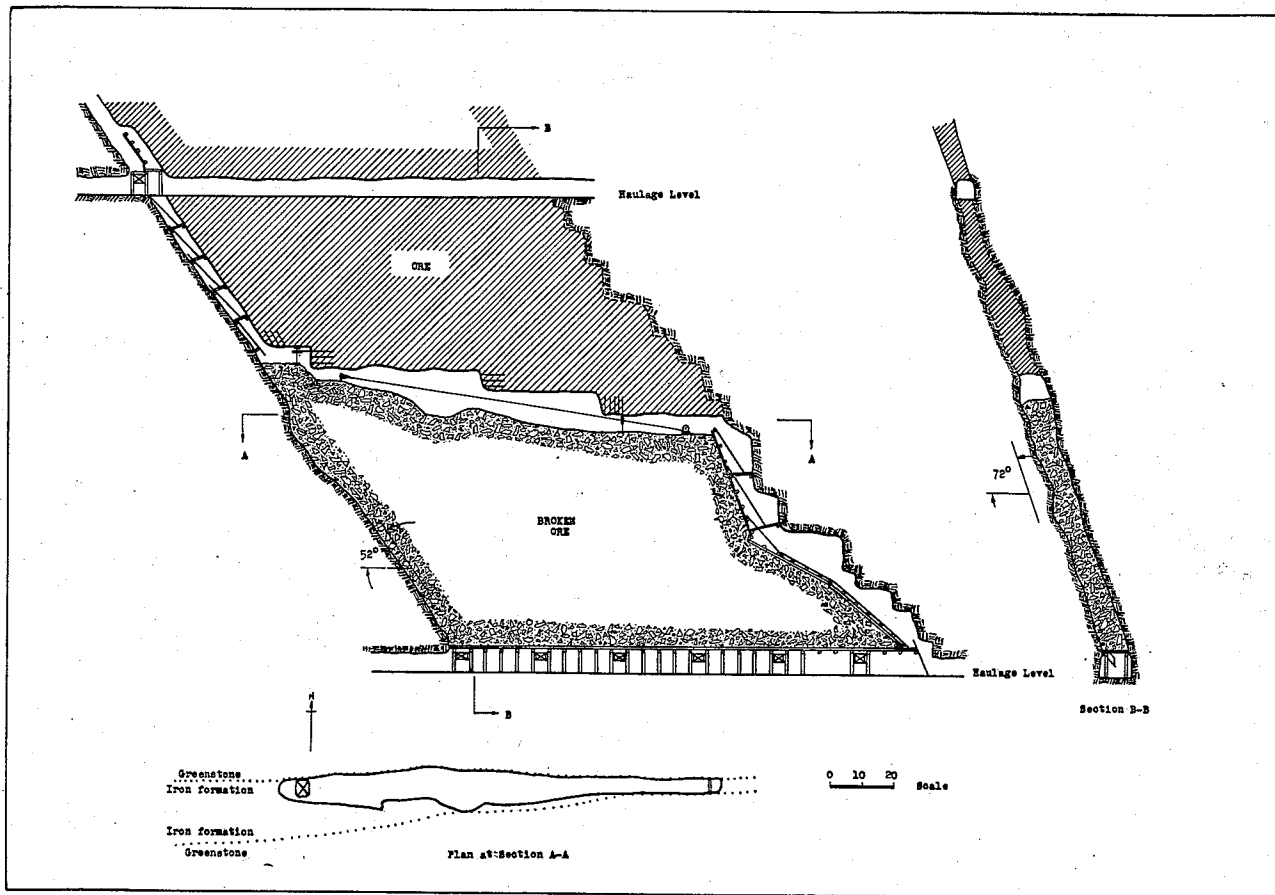 B
Haulage Level
ORE
A
A
72°
BROKEN
ORE
52°
Haulage Level
B
Section B-B
N
Greenstone
Iron formation
0 10 20
Scale
Iron formation
Greenstone
Plan at Section A-A